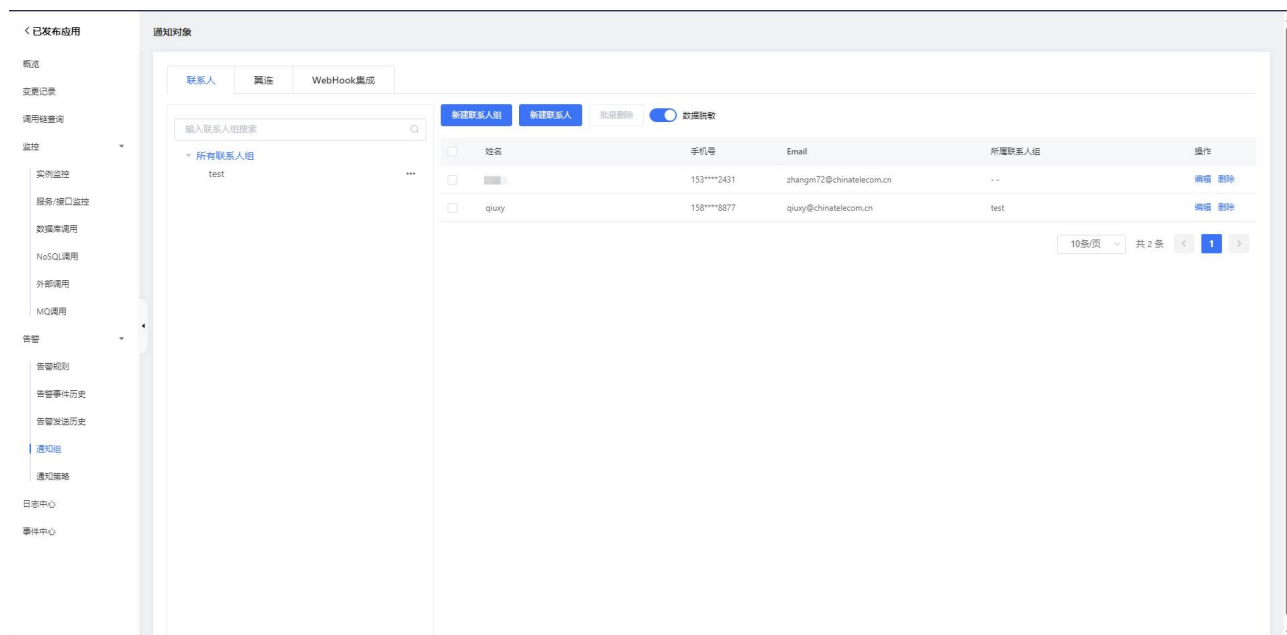 已发布应用
通知对象
概览
变更记录
调用链查询
监控
实例监控
服务/接口监控
数据库调用
NoSQL调用
外部调用
MQ调用
告警
告警规则
告警事件历史
告警发送历史
通知组
通知策略
日志中心
事件中心
联系人 翼连 WebHook集成
输入联系人组搜索
所有联系人组
test
新建联系人组 新建联系人 批量删除 数据脱敏
姓名 手机号 Email 所属联系人组 操作
153****2431 zhangm72@chinatelecom.cn - - 编辑 删除
qiuxy 158****8877 qiuxy@chinatelecom.cn test 编辑 删除
10条/页 共 2 条 1